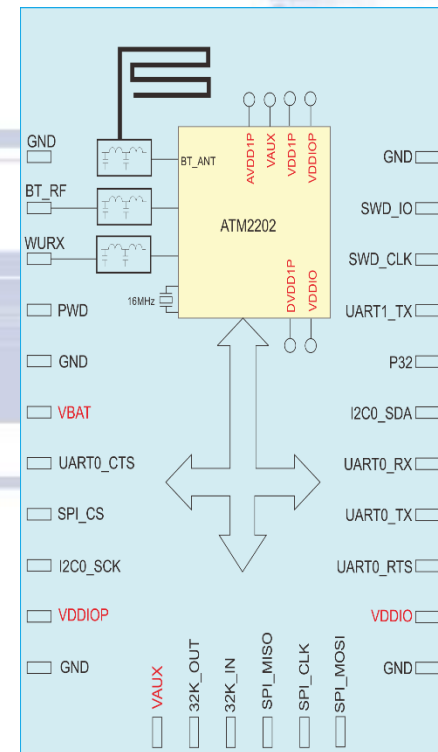 GND
BT_RF
WURX
PWD
GND
VBAT
UART0_CTS
SPI_CS
I2C0_SCK
VDDIOP
GND
BT_ANT
16MHz
AVDD1P
VAUX
VDD1P
VDDIOP
ATM2202
DVDD1P
VDDIO
GND
SWD_IO
SWD_CLK
UART1_TX
P32
I2C0_SDA
UART0_RX
UART0_TX
UART0_RTS
VDDIO
GND
VAUX
32K_OUT
32K_IN
SPI_MISO
SPI_CLK
SPI_MOSI